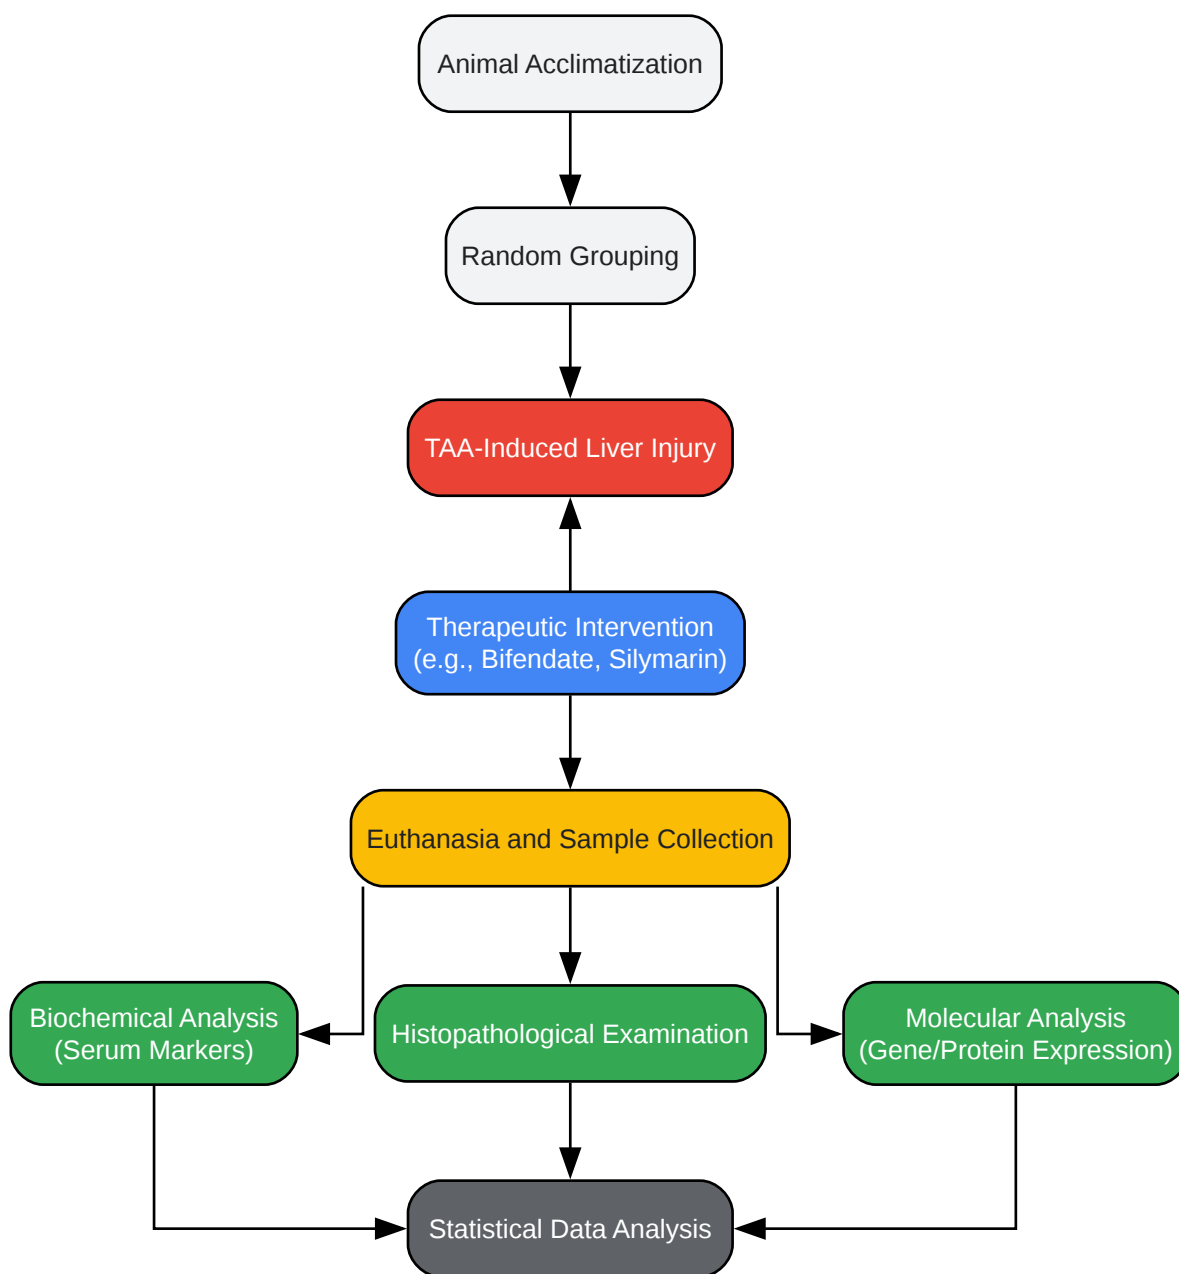 Animal Acclimatization
Random Grouping
TAA-Induced Liver Injury
Therapeutic Intervention
(e.g., Bifendate, Silymarin)
Euthanasia and Sample Collection
Biochemical Analysis
(Serum Markers)
Histopathological Examination
Molecular Analysis
(Gene/Protein Expression)
Statistical Data Analysis